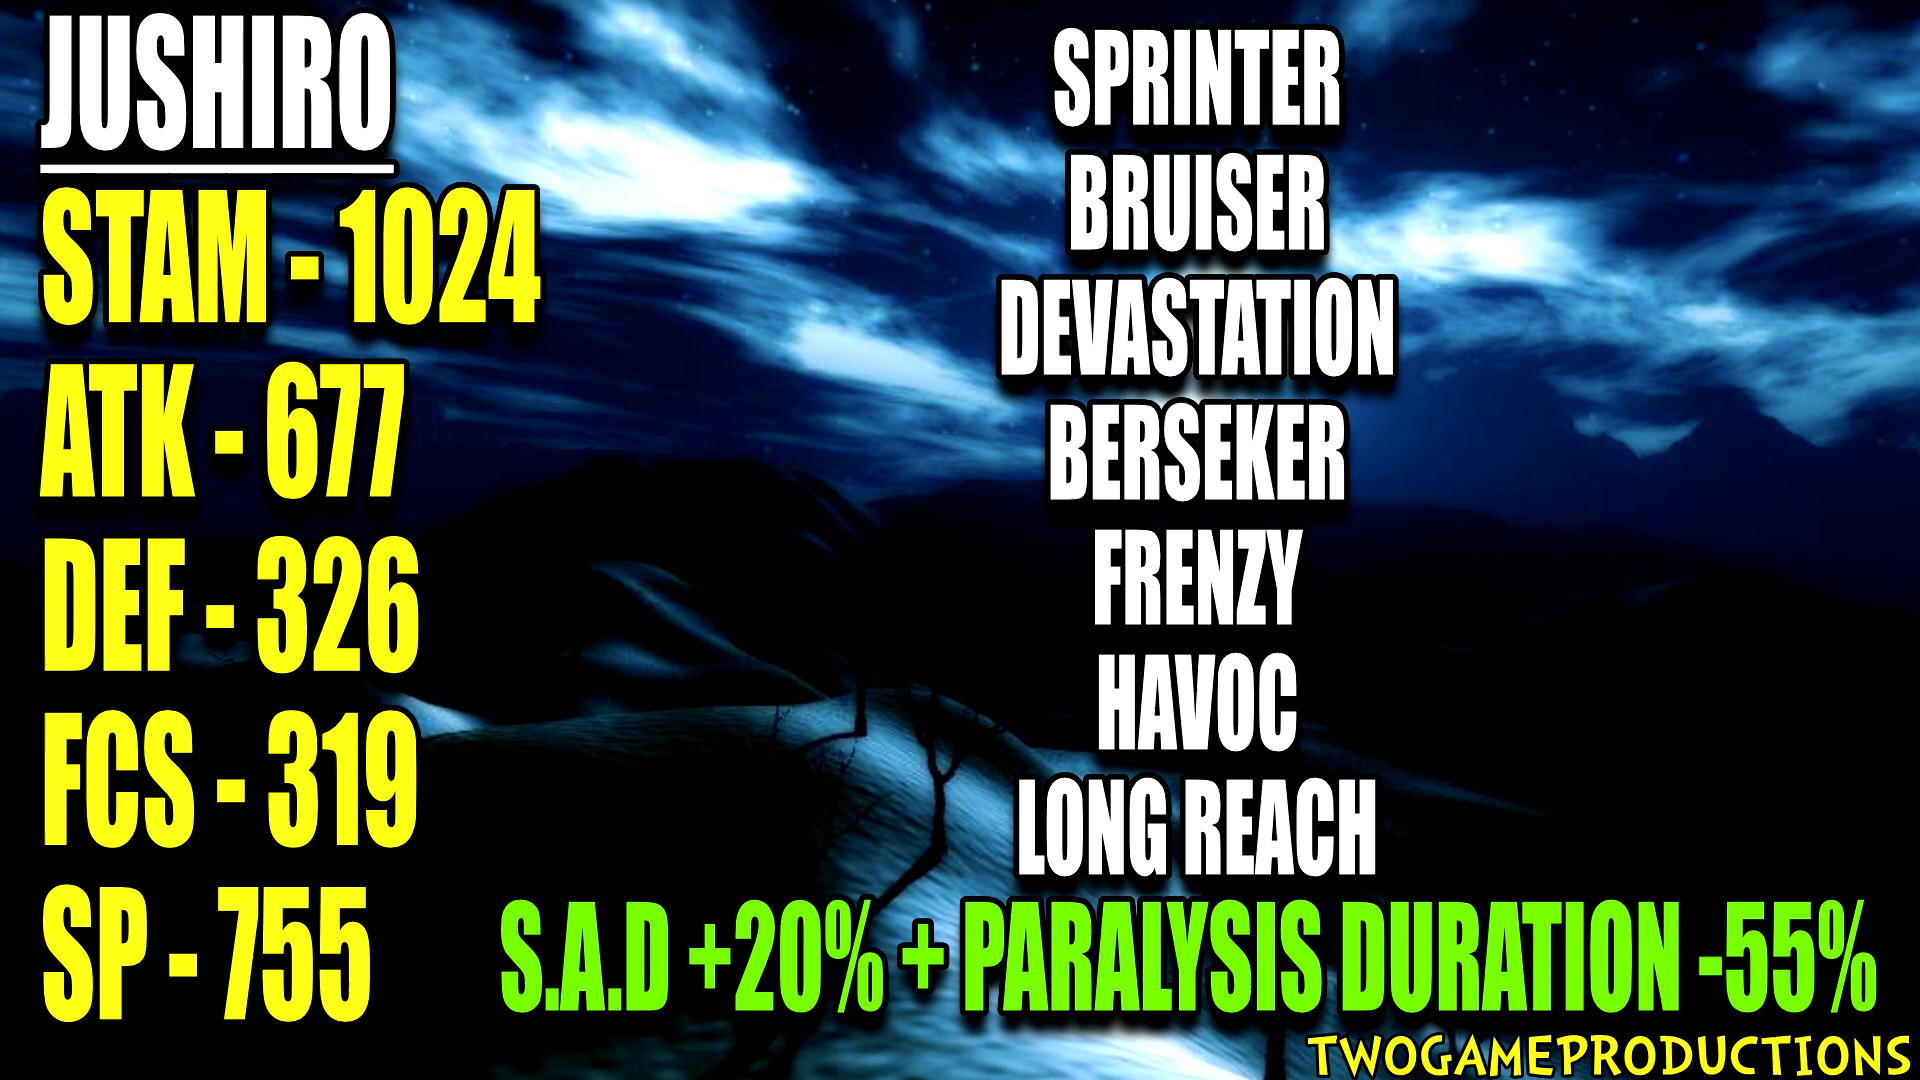 JUSHIRO
STAM - 1024
ATK - 677
DEF - 326
FCS - 319
SP - 755
SPRINTER
BRUISER
DEVASTATION
BERSEKER
FRENZY
HAVOC
LONG REACH
S.A.D +20% + PARALYSIS DURATION -55%
TWOGAMEPRODUCTIONS